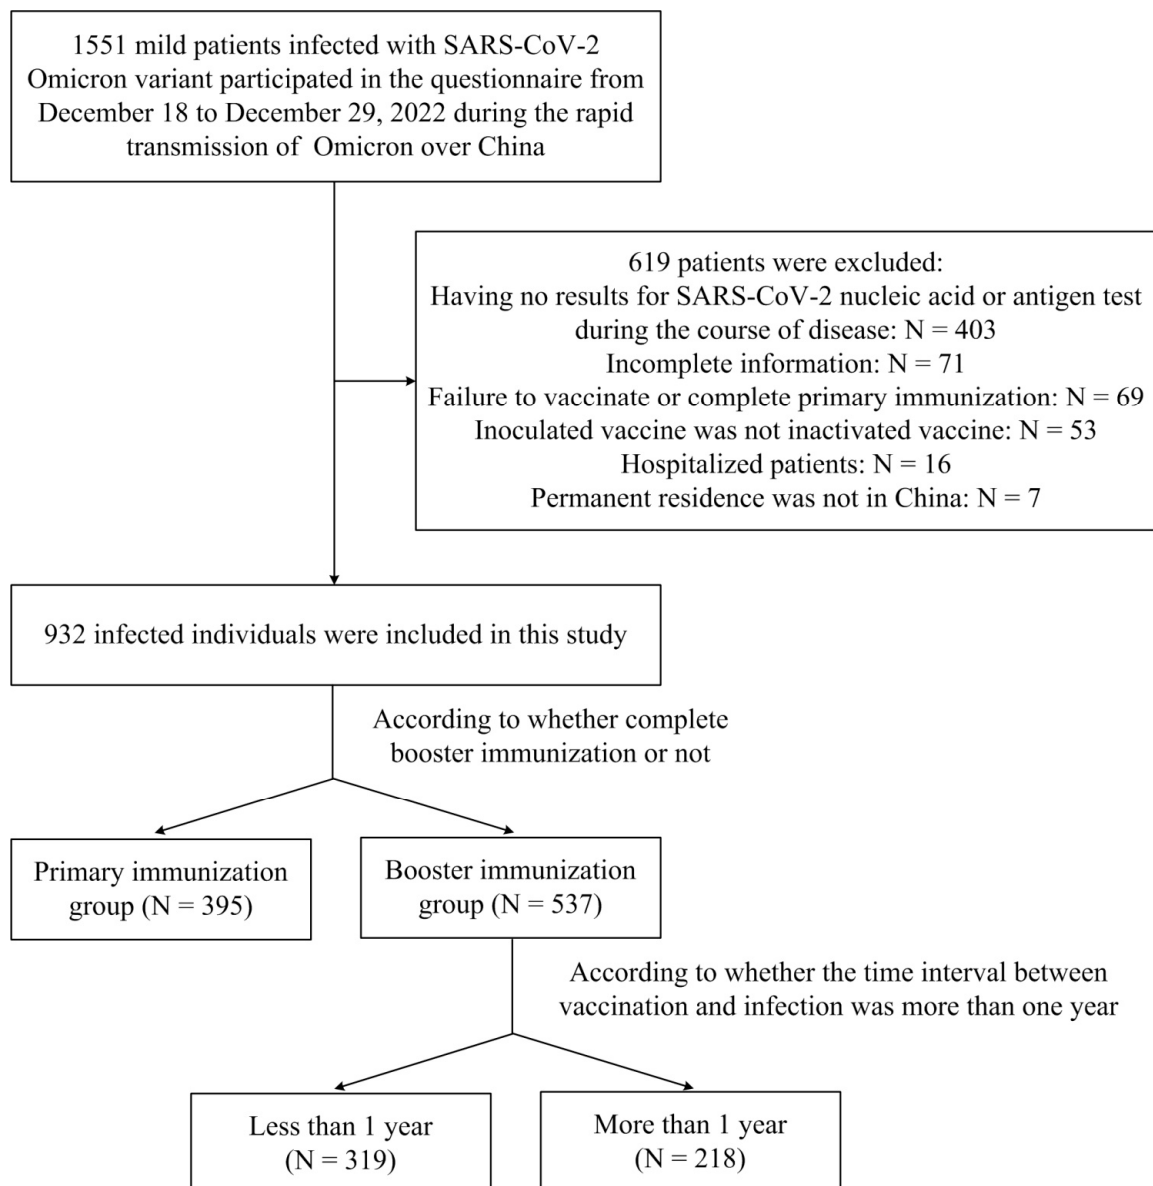 1551 mild patients infected with SARS-CoV-2
Omicron variant participated in the questionnaire from
December 18 to December 29, 2022 during the rapid
transmission of Omicron over China
619 patients were excluded:
Having no results for SARS-CoV-2 nucleic acid or antigen test
during the course of disease: N = 403
Incomplete information: N = 71
Failure to vaccinate or complete primary immunization: N = 69
Inoculated vaccine was not inactivated vaccine: N = 53
Hospitalized patients: N = 16
Permanent residence was not in China: N = 7
932 infected individuals were included in this study
According to whether complete
booster immunization or not
Primary immunization
group (N = 395)
Booster immunization
group (N = 537)
According to whether the time interval between
vaccination and infection was more than one year
Less than 1 year
(N = 319)
More than 1 year
(N = 218)